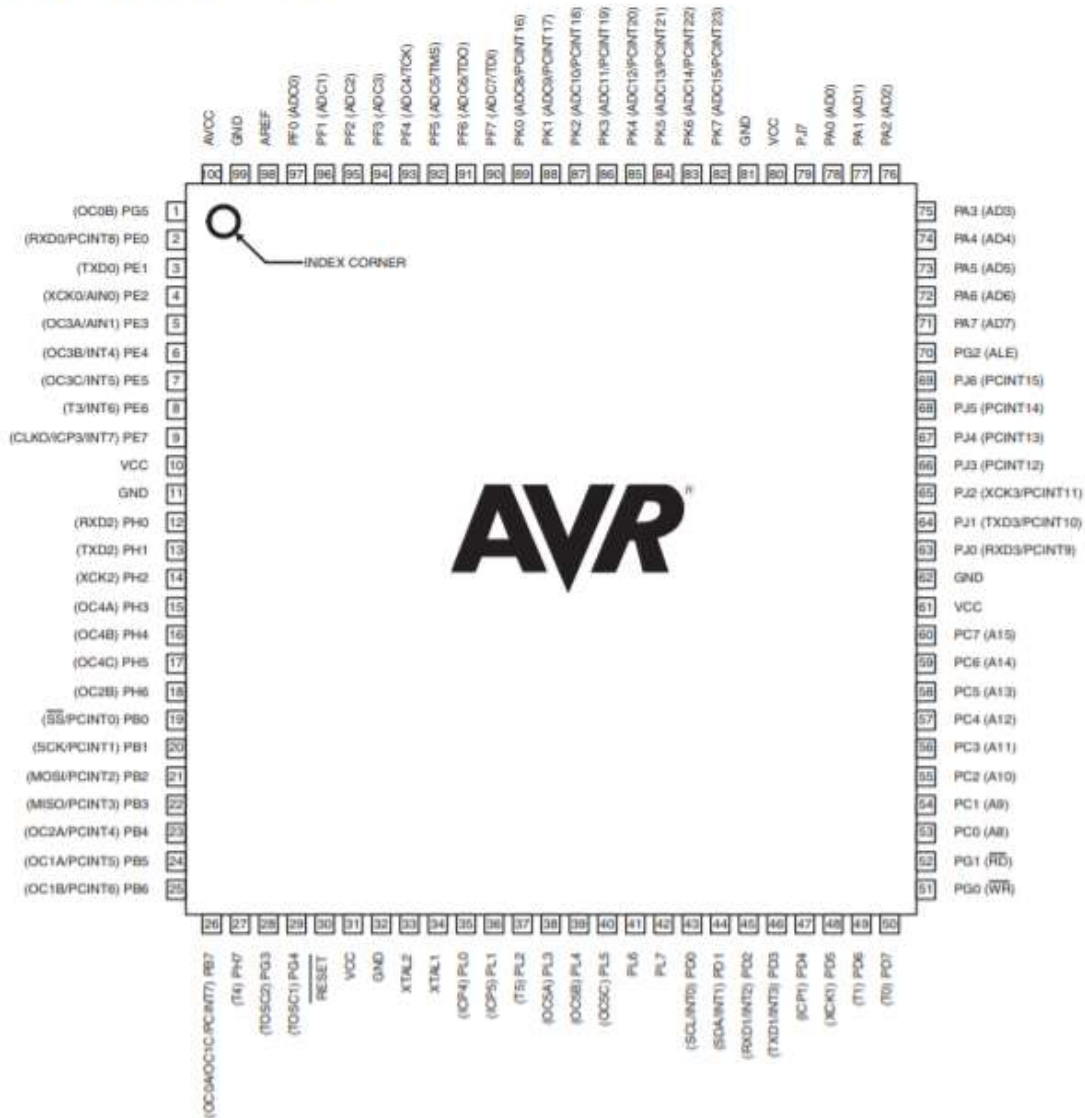 AVCC
GND
AREF
PF0 (ADC0)
PF1 (ADC1)
PF2 (ADC2)
PF3 (ADC3)
PF4 (ADC4/TCK)
PF5 (ADC5/TMS)
PF6 (ADC6/TDO)
PF7 (ADC7/TDI)
PK0 (ADC8/PCINT16)
PK1 (ADC9/PCINT17)
PK2 (ADC10/PCINT18)
PK3 (ADC11/PCINT19)
PK4 (ADC12/PCINT20)
PK5 (ADC13/PCINT21)
PK6 (ADC14/PCINT22)
PK7 (ADC15/PCINT23)
GND
VCC
PJ7
PA0 (AD0)
PA1 (AD1)
PA2 (AD2)
100 99 98 97 96 95 94 93 92 91 90 89 88 87 86 85 84 83 82 81 80 79 78 77 76
(OC0B) PG5 1
(RXD0/PCINT8) PE0 2
(TXD0) PE1 3
(XCK0/AIN0) PE2 4
(OC3A/AIN1) PE3 5
(OC3B/INT4) PE4 6
(OC3C/INT5) PE5 7
(T3/INT6) PE6 8
(CLKO/ICP3/INT7) PE7 9
VCC 10
GND 11
(RXD2) PH0 12
(TXD2) PH1 13
(XCK2) PH2 14
(OC4A) PH3 15
(OC4B) PH4 16
(OC4C) PH5 17
(OC2B) PH6 18
(SS/PCINT0) PB0 19
(SCK/PCINT1) PB1 20
(MOSI/PCINT2) PB2 21
(MISO/PCINT3) PB3 22
(OC2A/PCINT4) PB4 23
(OC1A/PCINT5) PB5 24
(OC1B/PCINT6) PB6 25
INDEX CORNER
AVR®
75 PA3 (AD3)
74 PA4 (AD4)
73 PA5 (AD5)
72 PA6 (AD6)
71 PA7 (AD7)
70 PG2 (ALE)
69 PJ6 (PCINT15)
68 PJ5 (PCINT14)
67 PJ4 (PCINT13)
66 PJ3 (PCINT12)
65 PJ2 (XCK3/PCINT11)
64 PJ1 (TXD3/PCINT10)
63 PJ0 (RXD3/PCINT9)
62 GND
61 VCC
60 PC7 (A15)
59 PC6 (A14)
58 PC5 (A13)
57 PC4 (A12)
56 PC3 (A11)
55 PC2 (A10)
54 PC1 (A9)
53 PC0 (A8)
52 PG1 (RD)
51 PG0 (WR)
26 27 28 29 30 31 32 33 34 35 36 37 38 39 40 41 42 43 44 45 46 47 48 49 50
(OC0A/OC1C/PCINT7) PB7
(T4) PH7
(TOSC2) PG3
(TOSC1) PG4
RESET
VCC
GND
XTAL2
XTAL1
(ICP4) PL0
(ICP5) PL1
(T5) PL2
(OC5A) PL3
(OC5B) PL4
(OC5C) PL5
PL6
PL7
(SCL/INT0) PD0
(SDA/INT1) PD1
(RXD1/INT2) PD2
(TXD1/INT3) PD3
(ICP1) PD4
(XCK1) PD5
(T1) PD6
(T0) PD7